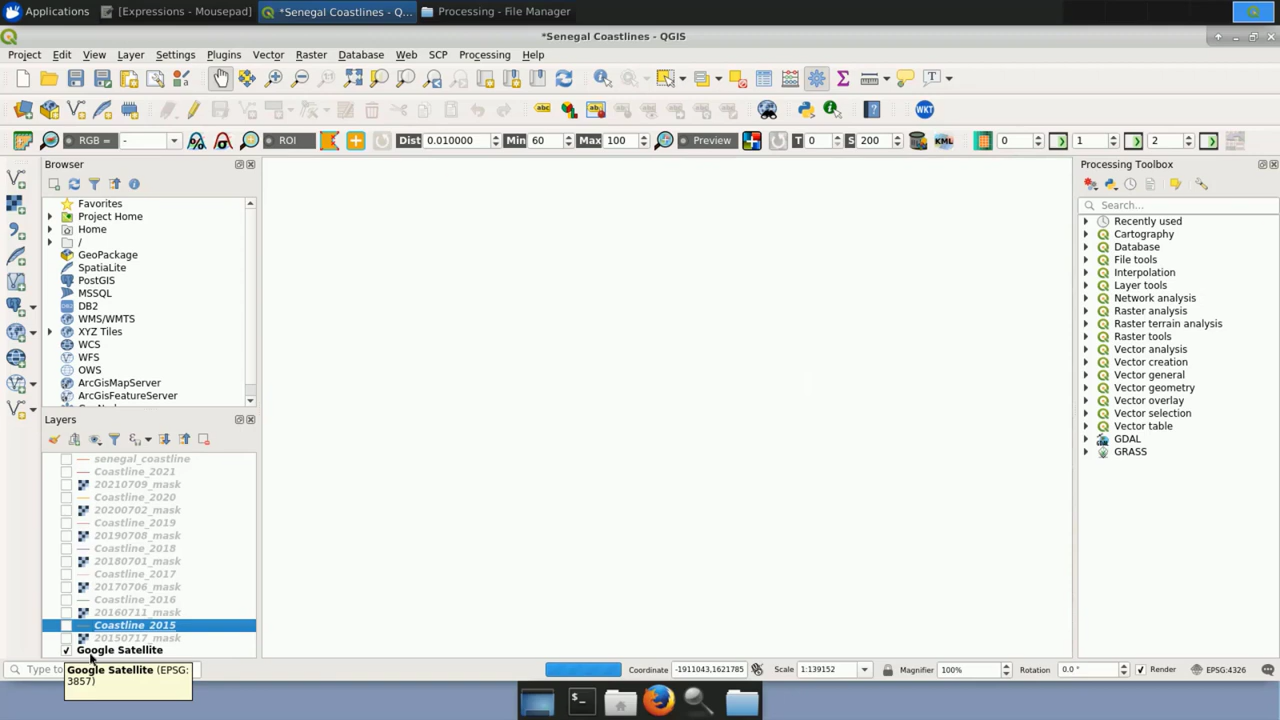 Applications [Expressions - Mousepad] *Senegal Coastlines - Q... Processing - File Manager
*Senegal Coastlines - QGIS
Project Edit View Layer Settings Plugins Vector Raster Database Web SCP Processing Help
RGB = - ROI Dist 0.010000 Min 60 Max 100 Preview T 0 S 200 KML 0 1 2
Browser
Favorites
Project Home
Home
/
GeoPackage
SpatiaLite
PostGIS
MSSQL
DB2
WMS/WMTS
XYZ Tiles
WCS
WFS
OWS
ArcGisMapServer
ArcGisFeatureServer
Layers
senegal_coastline
Coastline_2021
20210709_mask
Coastline_2020
20200702_mask
Coastline_2019
20190708_mask
Coastline_2018
20180701_mask
Coastline_2017
20170706_mask
Coastline_2016
20160711_mask
Coastline_2015
20150717_mask
Google Satellite
Google Satellite (EPSG:
3857)
Processing Toolbox
Search...
Recently used
Cartography
Database
File tools
Interpolation
Layer tools
Network analysis
Raster analysis
Raster terrain analysis
Raster tools
Vector analysis
Vector creation
Vector general
Vector geometry
Vector overlay
Vector selection
Vector table
GDAL
GRASS
Type to Coordinate -1911043,1621785 Scale 1:139152 Magnifier 100% Rotation 0.0 ° Render EPSG:4326